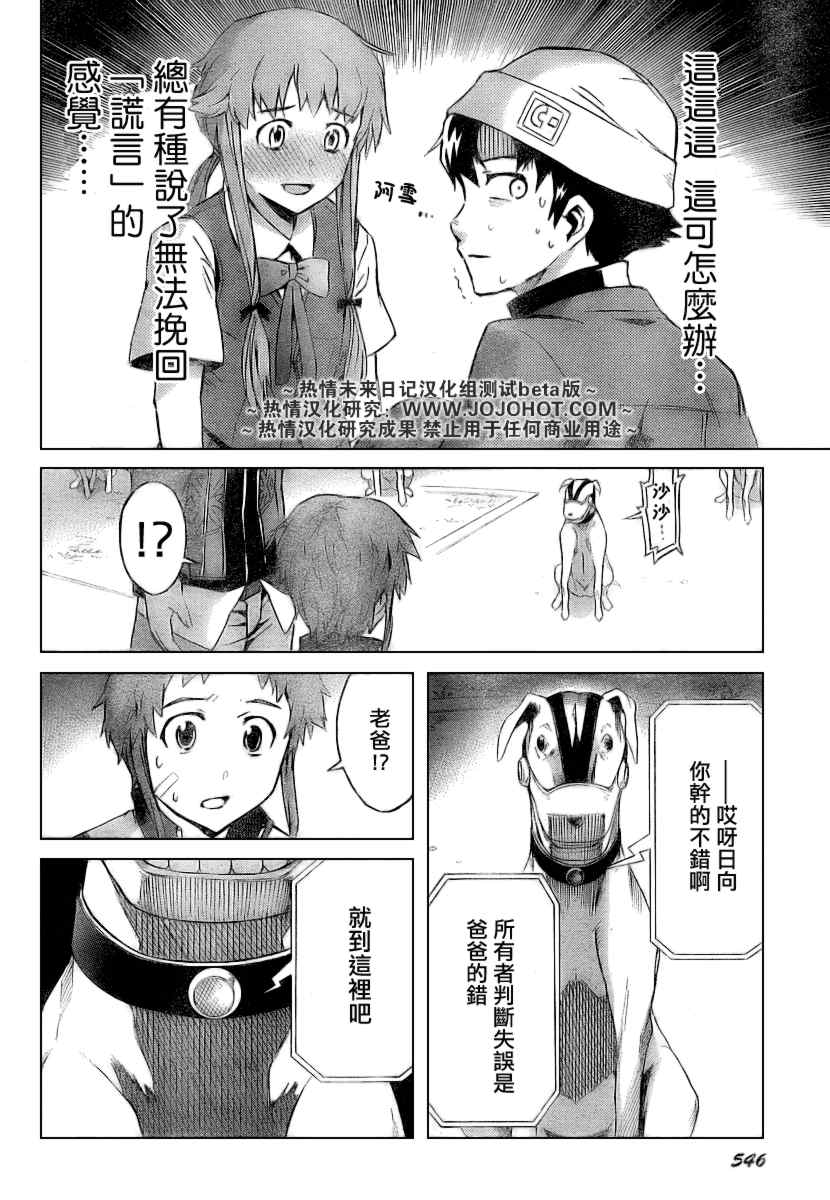 這這這 這可怎麼辦…
總有種說了無法挽回
「謊言」的
感覺……
阿雪…
～热情未来日记汉化组测试beta版～
～热情汉化研究：WWW.JOJOHOT.COM～
～热情汉化研究成果 禁止用于任何商业用途～
沙沙…
!?
——哎呀日向
你幹的不錯啊
所有者判斷失誤是
爸爸的錯
老爸!?
就到這裡吧
546